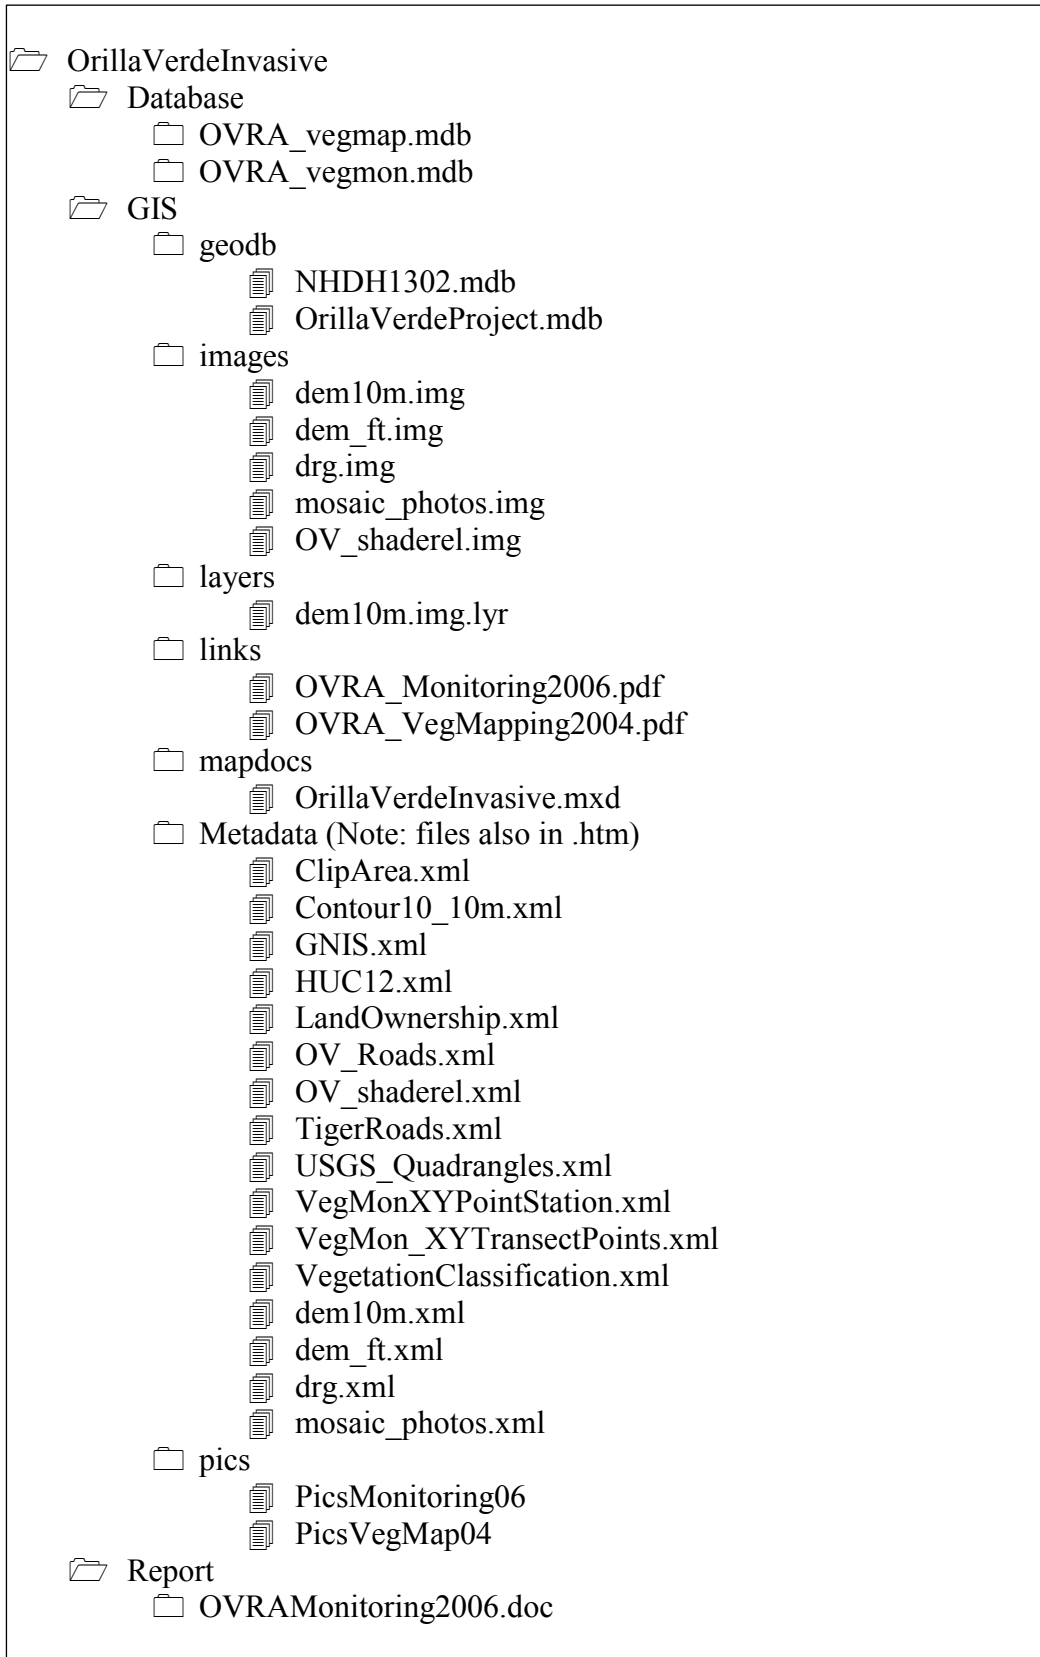 OrillaVerdeInvasive
Database
OVRA_vegmap.mdb
OVRA_vegmon.mdb
GIS
geodb
NHDH1302.mdb
OrillaVerdeProject.mdb
images
dem10m.img
dem_ft.img
drg.img
mosaic_photos.img
OV_shaderel.img
layers
dem10m.img.lyr
links
OVRA_Monitoring2006.pdf
OVRA_VegMapping2004.pdf
mapdocs
OrillaVerdeInvasive.mxd
Metadata (Note: files also in .htm)
ClipArea.xml
Contour10_10m.xml
GNIS.xml
HUC12.xml
LandOwnership.xml
OV_Roads.xml
OV_shaderel.xml
TigerRoads.xml
USGS_Quadrangles.xml
VegMonXYPointStation.xml
VegMon_XYTransectPoints.xml
VegetationClassification.xml
dem10m.xml
dem_ft.xml
drg.xml
mosaic_photos.xml
pics
PicsMonitoring06
PicsVegMap04
Report
OVRAMonitoring2006.doc